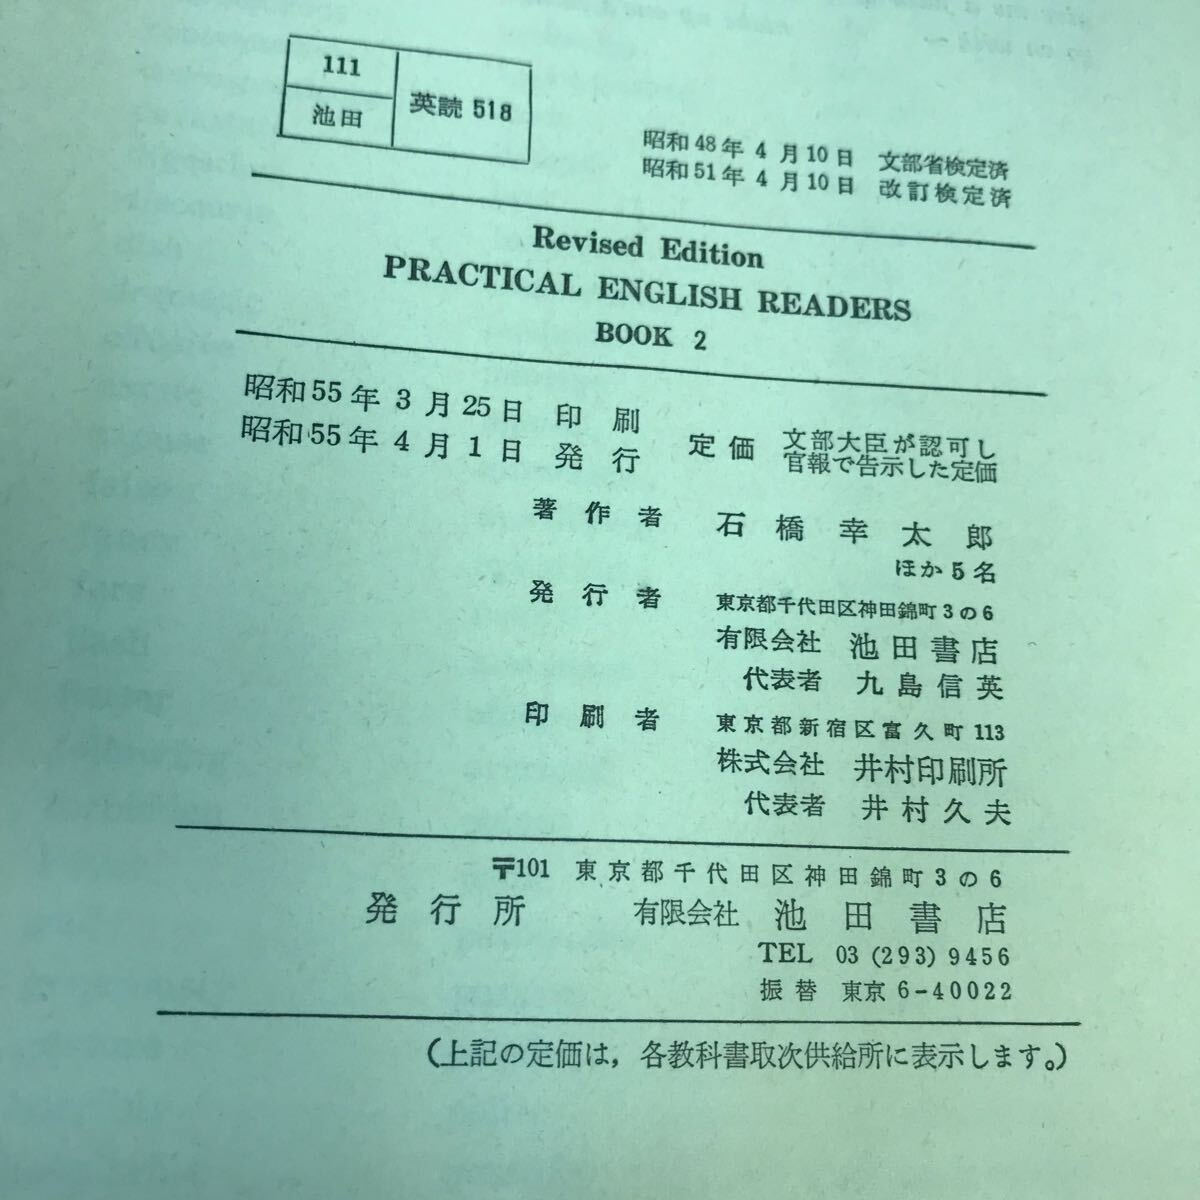 111
池田
英読 518
昭和48年 4 月10日 文部省検定済
昭和51年 4 月10日 改訂検定済
Revised Edition
PRACTICAL ENGLISH READERS
BOOK 2
昭和55年 3 月25日 印刷
昭和55年 4 月 1 日 発行
定価 文部大臣が認可し
官報で告示した定価
著作者 石橋幸太郎
ほか5名
発行者 東京都千代田区神田錦町3の6
有限会社 池田書店
代表者 九島信英
印刷者 東京都新宿区富久町113
株式会社 井村印刷所
代表者 井村久夫
〒101 東京都千代田区神田錦町3の6
発行所 有限会社 池田書店
TEL 03 (293) 9456
振替 東京 6-40022
(上記の定価は，各教科書取次供給所に表示します。)